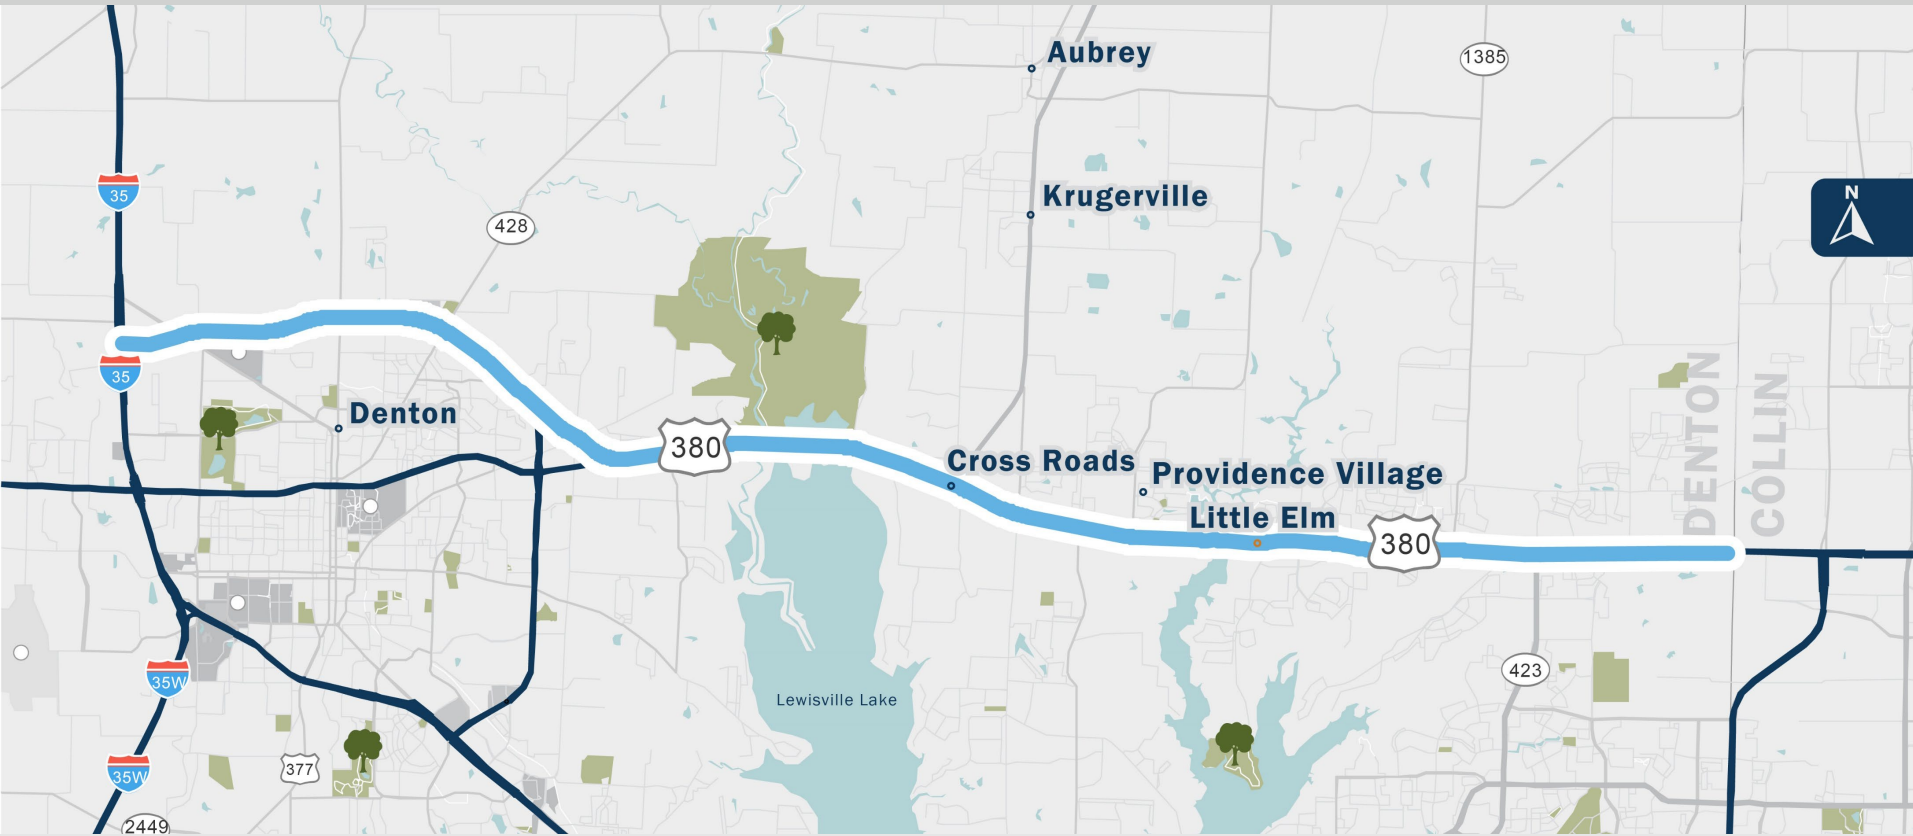 Aubrey
1385
35
Krugerville
N
428
35
Denton
380
Cross Roads
Providence Village
Little Elm
380
DENTON
COLLIN
Lewisville Lake
423
35W
377
35W
2449